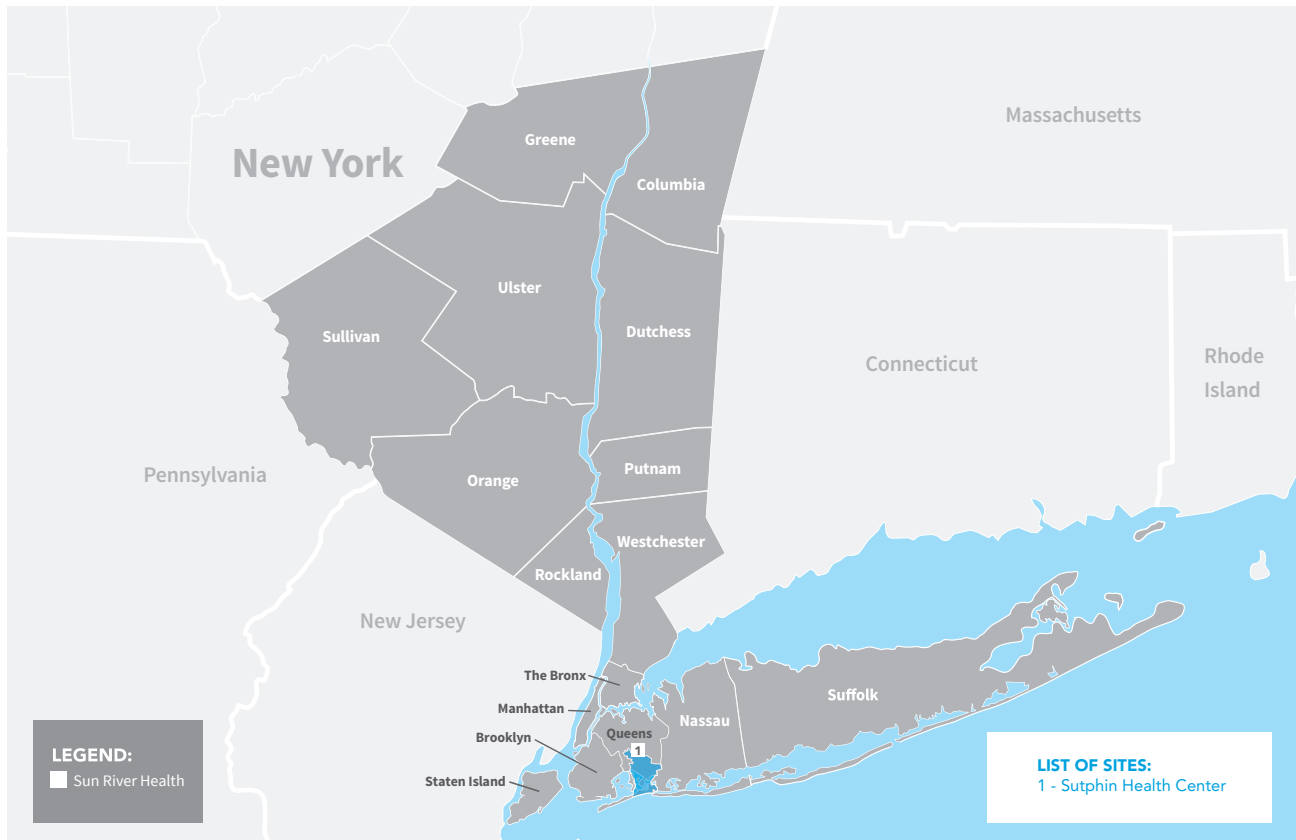 Massachusetts
Greene
New York
Columbia
Ulster
Sullivan
Dutchess
Connecticut
Rhode
Island
Putnam
Pennsylvania
Orange
Westchester
Rockland
New Jersey
The Bronx
Suffolk
Manhattan
Nassau
Queens
Brooklyn
1
Staten Island
LEGEND:
Sun River Health
LIST OF SITES:
1 - Sutphin Health Center